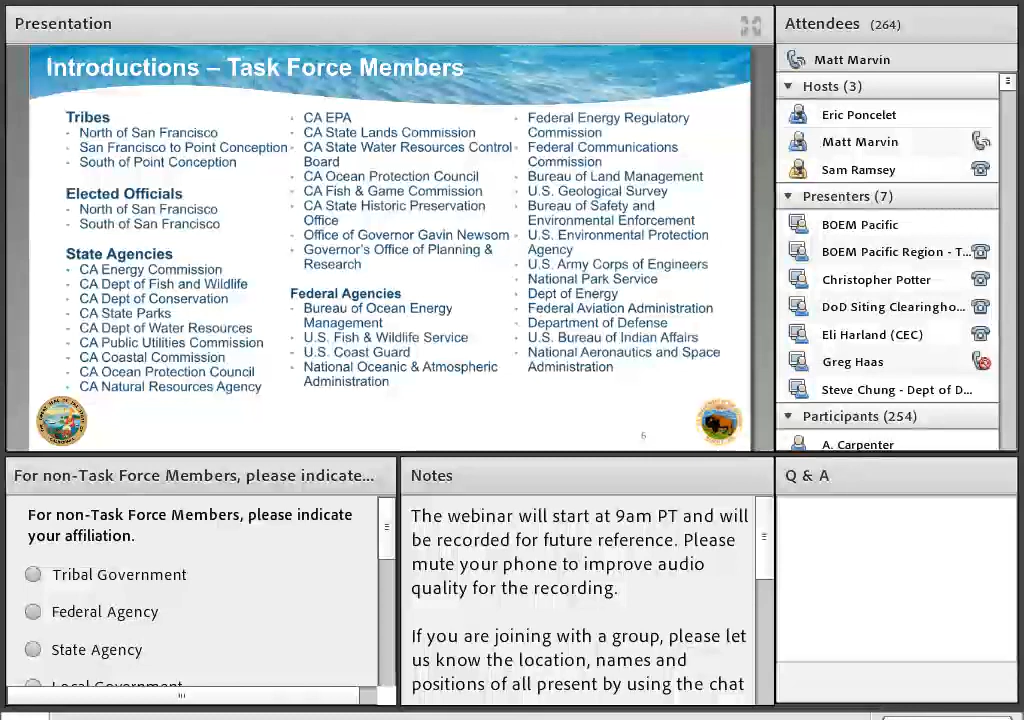 Presentation
Introductions – Task Force Members
Tribes
- North of San Francisco
- San Francisco to Point Conception
- South of Point Conception
Elected Officials
- North of San Francisco
- South of San Francisco
State Agencies
- CA Energy Commission
- CA Dept of Fish and Wildlife
- CA Dept of Conservation
- CA State Parks
- CA Dept of Water Resources
- CA Public Utilities Commission
- CA Coastal Commission
- CA Ocean Protection Council
- CA Natural Resources Agency
- CA EPA
- CA State Lands Commission
- CA State Water Resources Control
Board
- CA Ocean Protection Council
- CA Fish & Game Commission
- CA State Historic Preservation
Office
- Office of Governor Gavin Newsom
- Governor's Office of Planning &
Research
Federal Agencies
- Bureau of Ocean Energy
Management
- U.S. Fish & Wildlife Service
- U.S. Coast Guard
- National Oceanic & Atmospheric
Administration
- Federal Energy Regulatory
Commission
- Federal Communications
Commission
- Bureau of Land Management
- U.S. Geological Survey
- Bureau of Safety and
Environmental Enforcement
- U.S. Environmental Protection
Agency
- U.S. Army Corps of Engineers
- National Park Service
- Dept of Energy
- Federal Aviation Administration
- Department of Defense
- U.S. Bureau of Indian Affairs
- National Aeronautics and Space
Administration
6
Attendees (264)
Matt Marvin
Hosts (3)
Eric Poncelet
Matt Marvin
Sam Ramsey
Presenters (7)
BOEM Pacific
BOEM Pacific Region - T...
Christopher Potter
DoD Siting Clearingho...
Eli Harland (CEC)
Greg Haas
Steve Chung - Dept of D...
Participants (254)
A. Carpenter
For non-Task Force Members, please indicate...
For non-Task Force Members, please indicate
your affiliation.
Tribal Government
Federal Agency
State Agency
Local Government
Notes
The webinar will start at 9am PT and will
be recorded for future reference. Please
mute your phone to improve audio
quality for the recording.
If you are joining with a group, please let
us know the location, names and
positions of all present by using the chat
Q & A